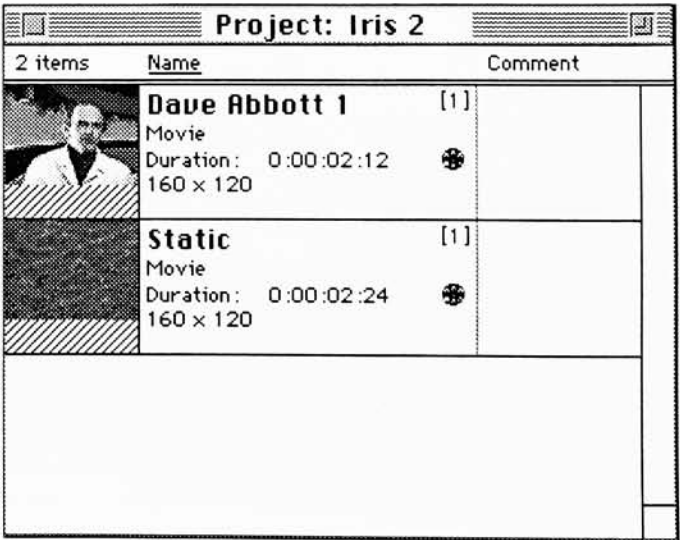 Project: Iris 2
2 items Name Comment
Dave Abbott 1 [1]
Movie
Duration: 0:00:02:12
160 × 120
Static [1]
Movie
Duration: 0:00:02:24
160 × 120